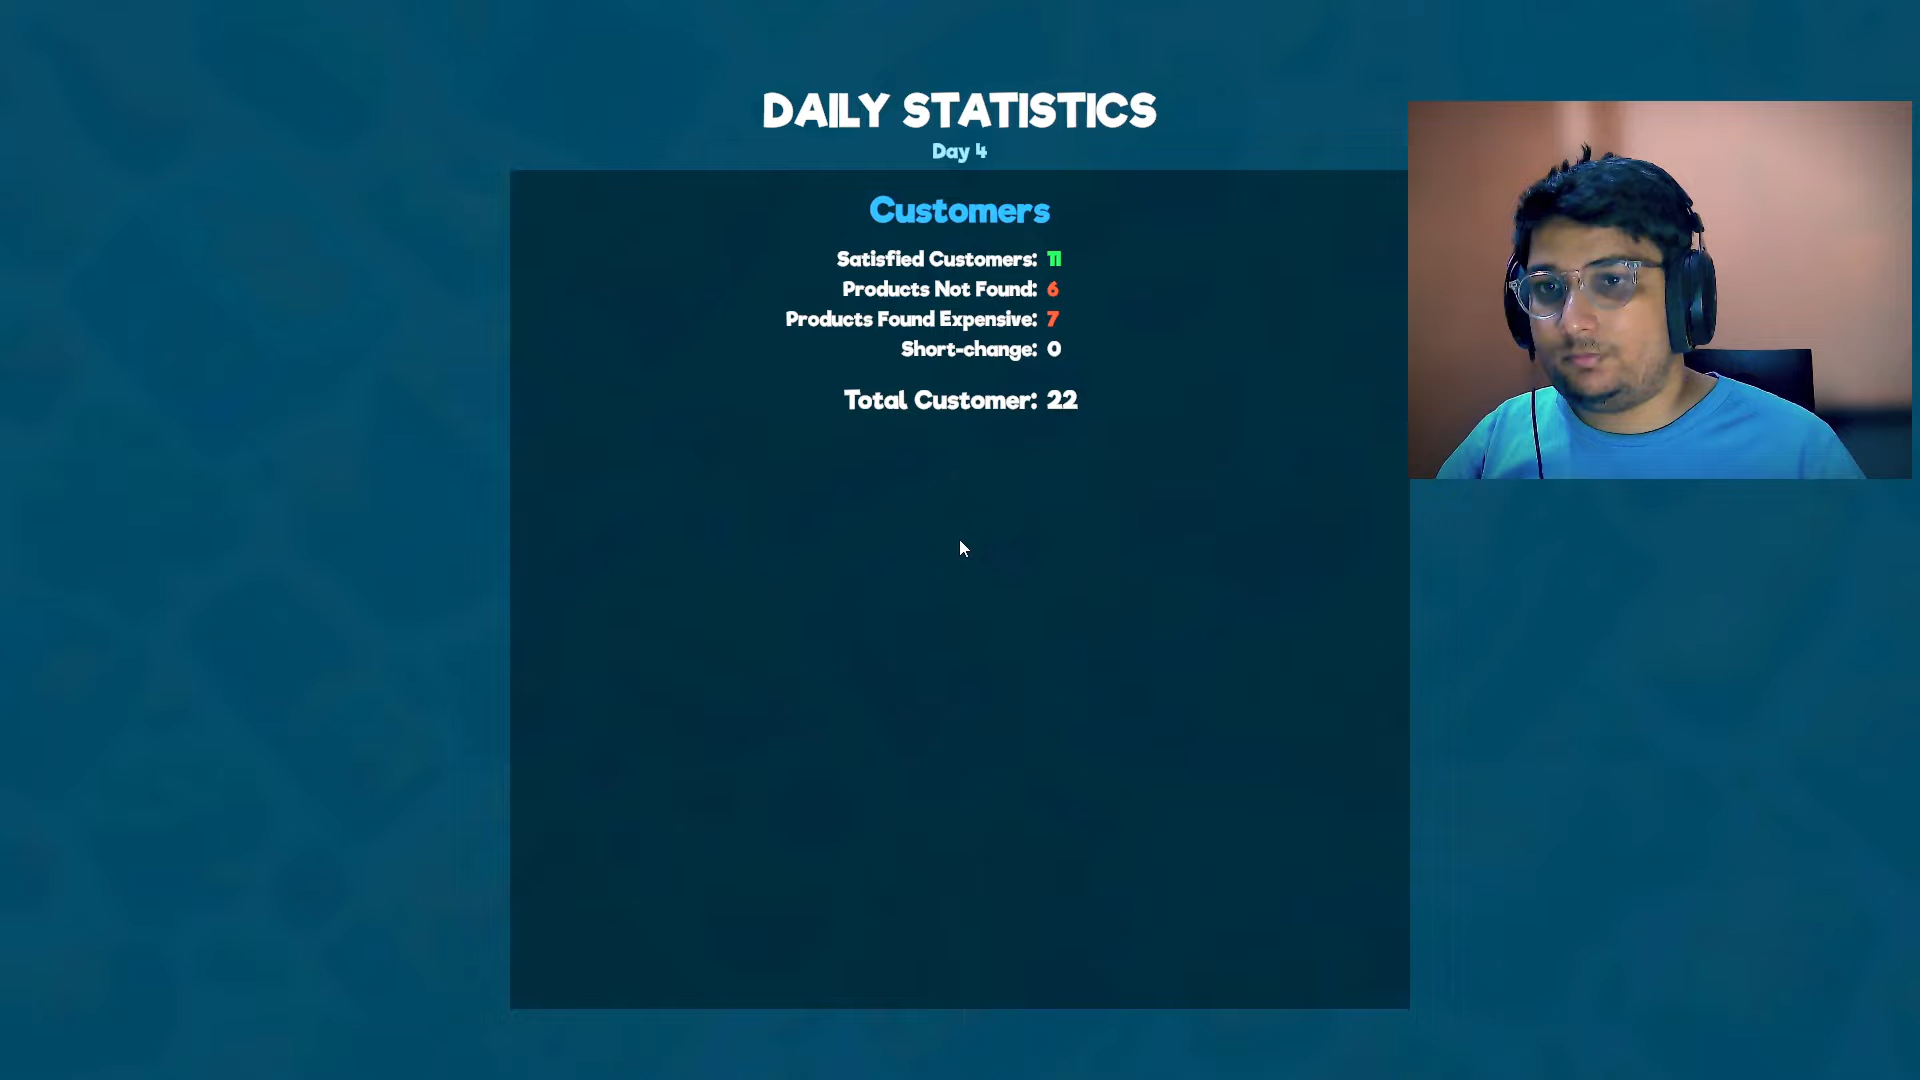 DAILY STATISTICS
Day 4
Customers
Satisfied Customers: 11
Products Not Found: 6
Products Found Expensive: 7
Short-change: 0
Total Customer: 22